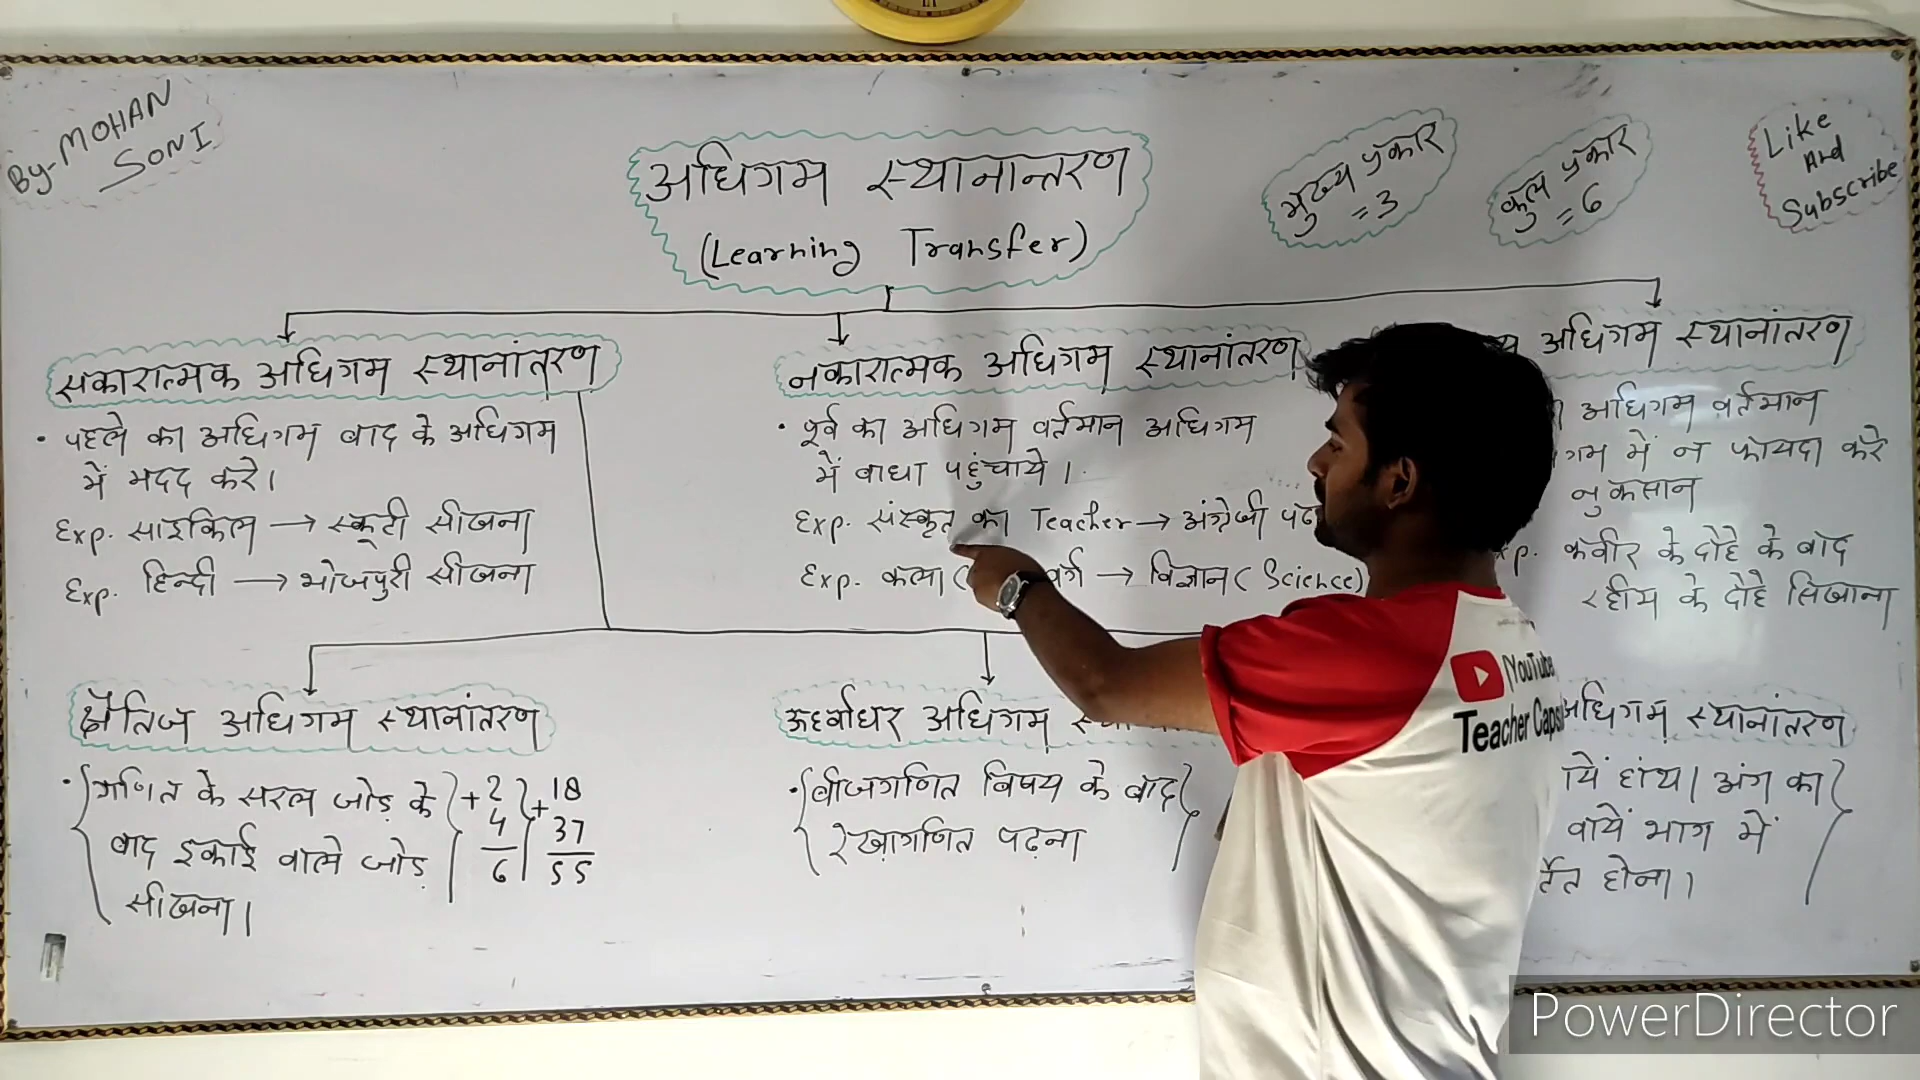 By- MOHAN
SONI
अधिगम स्थानान्तरण
(Learning Transfer)
मुख्य प्रकार
= 3
कुल प्रकार
= 6
Like
And
Subscribe
सकारात्मक अधिगम स्थानांतरण
• पहले का अधिगम बाद के अधिगम
में मदद करे।
Exp. साइकिल → स्कूटी सीखना
Exp. हिन्दी → भोजपुरी सीखना
नकारात्मक अधिगम स्थानांतरण
• पूर्व का अधिगम वर्तमान अधिगम
में बाधा पहुंचाये।
Exp. संस्कृत का Teacher → अंग्रेजी
Exp. कला ( वर्ग → विज्ञान (Science)
अधिगम स्थानांतरण
अधिगम वर्तमान
में न फायदा करे
नुकसान
कबीर के दोहे के बाद
रहीम के दोहे सिखाना
क्षैतिज अधिगम स्थानांतरण
• गणित के सरल जोड़ के
बाद इकाई वाले जोड़
सीखना।
+ 2
4
6
+ 18
37
55
ऊर्ध्वाधर अधिगम
• बीजगणित विषय के बाद
रेखागणित पढ़ना
अधिगम स्थानांतरण
हांथ। अंग का
बायें भाग में
होना।
YouTube
Teacher
PowerDirector